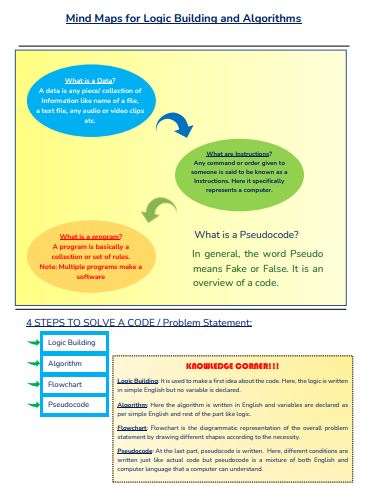 Mind Maps for Logic Building and Algorithms
What is a Data?
A data is any piece/ collection of
Information like name of a file,
a text file, any audio or video clips
etc.
What are Instructions?
Any command or order given to
someone is said to be known as a
Instructions. Here it specifically
represents a computer.
What is a program?
A program is basically a
collection or set of rules.
Note: Multiple programs make a
software
What is a Pseudocode?
In general, the word Pseudo
means Fake or False. It is an
overview of a code.
4 STEPS TO SOLVE A CODE / Problem Statement:
Logic Building
Algorithm
Flowchart
Pseudocode
KNOWLEDGE CORNER!!!
Logic Building: It is used to make a first idea about the code. Here, the logic is written
in simple English but no variable is declared.
Algorithm: Here the algorithm is written in English and variables are declared as
per simple English and rest of the part like logic.
Flowchart: Flowchart is the diagrammatic representation of the overall problem
statement by drawing different shapes according to the necessity.
Pseudocode: At the last part, pseudocode is written. Here, different conditions are
written just like actual code but pseudocode is a mixture of both English and
computer language that a computer can understand.